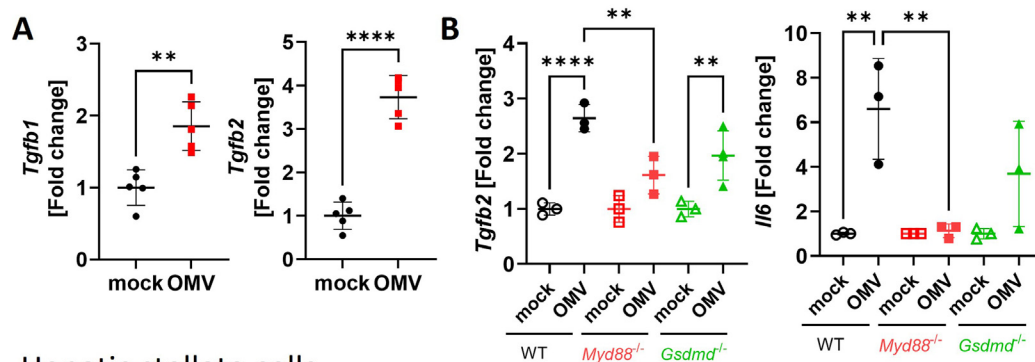 A
Tgfb1
[Fold change]
3
2
1
0
**
mock OMV
Tgfb2
[Fold change]
5
4
3
2
1
0
****
mock OMV
B
Tgfb2 [Fold change]
4
3
2
1
0
****
**
**
mock
OMV
mock
OMV
mock
OMV
WT
Myd88-/-
Gsdmd-/-
Il6 [Fold change]
10
8
6
4
2
0
**
**
mock
OMV
mock
OMV
mock
OMV
WT
Myd88-/-
Gsdmd-/-